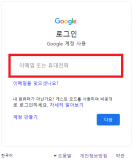 Google
로그인
Google 계정 사용
이메일 또는 휴대전화
이메일을 잊으셨나요?
내 컴퓨터가 아닌가요? 게스트 모드를 사용하여 비공개
로 로그인하세요. 자세히 알아보기
계정 만들기
다음
한국어
도움말 개인정보처리방침 약관